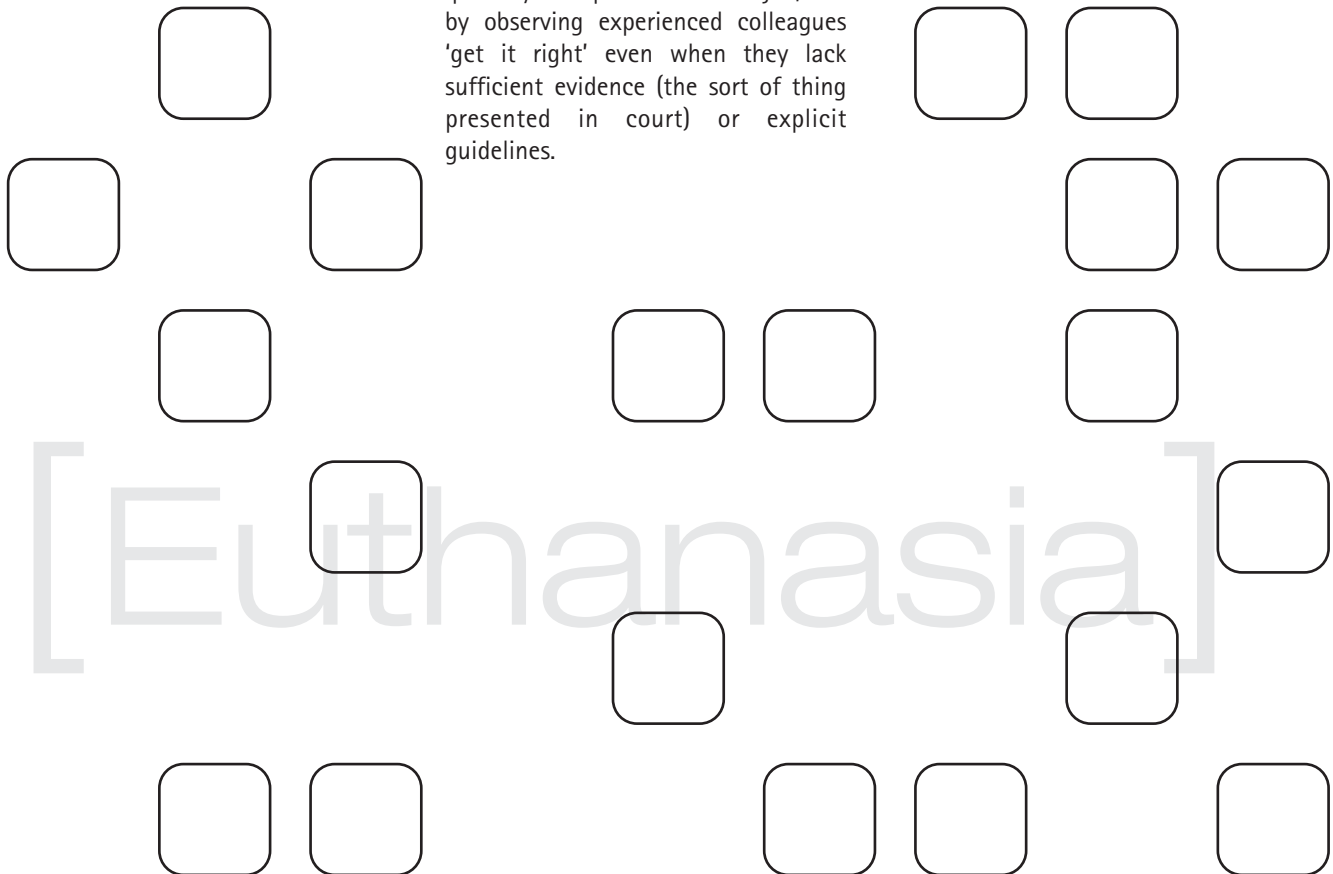 by observing experienced colleagues
‘get it right’ even when they lack
sufficient evidence (the sort of thing
presented in court) or explicit
guidelines.
[Euthanasia]